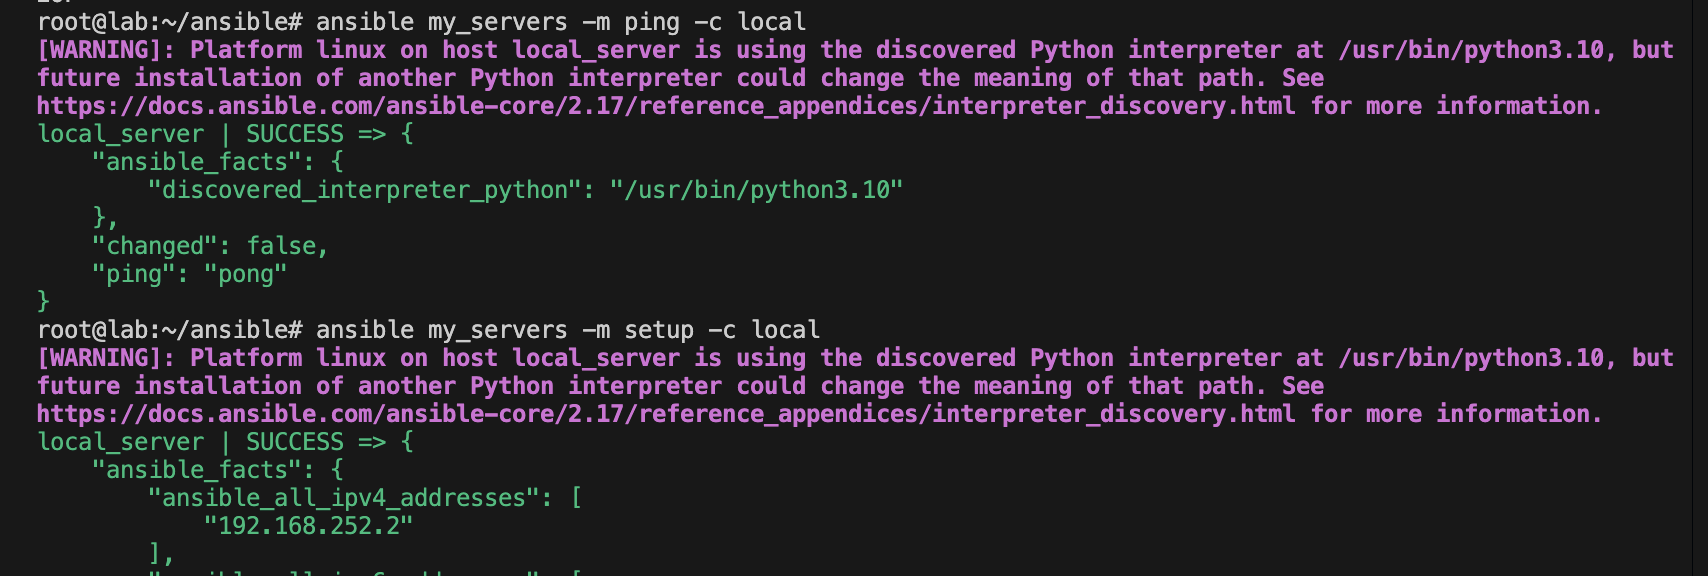 root@lab:~/ansible# ansible my_servers -m ping -c local
[WARNING]: Platform linux on host local_server is using the discovered Python interpreter at /usr/bin/python3.10, but
future installation of another Python interpreter could change the meaning of that path. See
https://docs.ansible.com/ansible-core/2.17/reference_appendices/interpreter_discovery.html for more information.
local_server | SUCCESS => {
    "ansible_facts": {
        "discovered_interpreter_python": "/usr/bin/python3.10"
    },
    "changed": false,
    "ping": "pong"
}
root@lab:~/ansible# ansible my_servers -m setup -c local
[WARNING]: Platform linux on host local_server is using the discovered Python interpreter at /usr/bin/python3.10, but
future installation of another Python interpreter could change the meaning of that path. See
https://docs.ansible.com/ansible-core/2.17/reference_appendices/interpreter_discovery.html for more information.
local_server | SUCCESS => {
    "ansible_facts": {
        "ansible_all_ipv4_addresses": [
            "192.168.252.2"
        ],